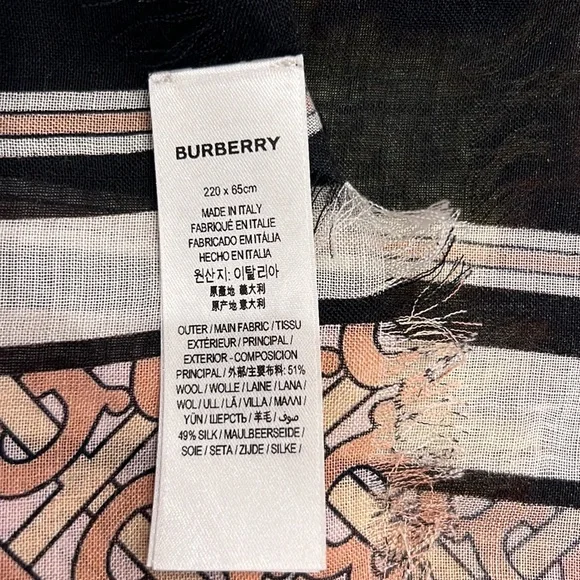 BURBERRY
220 x 65cm
MADE IN ITALY
FABRIQUÉ EN ITALIE
FABRICADO EM ITÁLIA
HECHO EN ITALIA
원산지: 이탈리아
原產地 義大利
原产地 意大利
OUTER / MAIN FABRIC / TISSU
EXTÉRIEUR / PRINCIPAL /
EXTERIOR - COMPOSICION
PRINCIPAL / 外部/主要布料: 51%
WOOL / WOLLE / LAINE / LANA /
WOL / ULL / LÃ / VILLA / ΜΑΛΛΙ /
YÜN / ШЕРСТЬ / 羊毛 / صوف /
49% SILK / MAULBEERSEIDE /
SOIE / SETA / ZIJDE / SILKE /